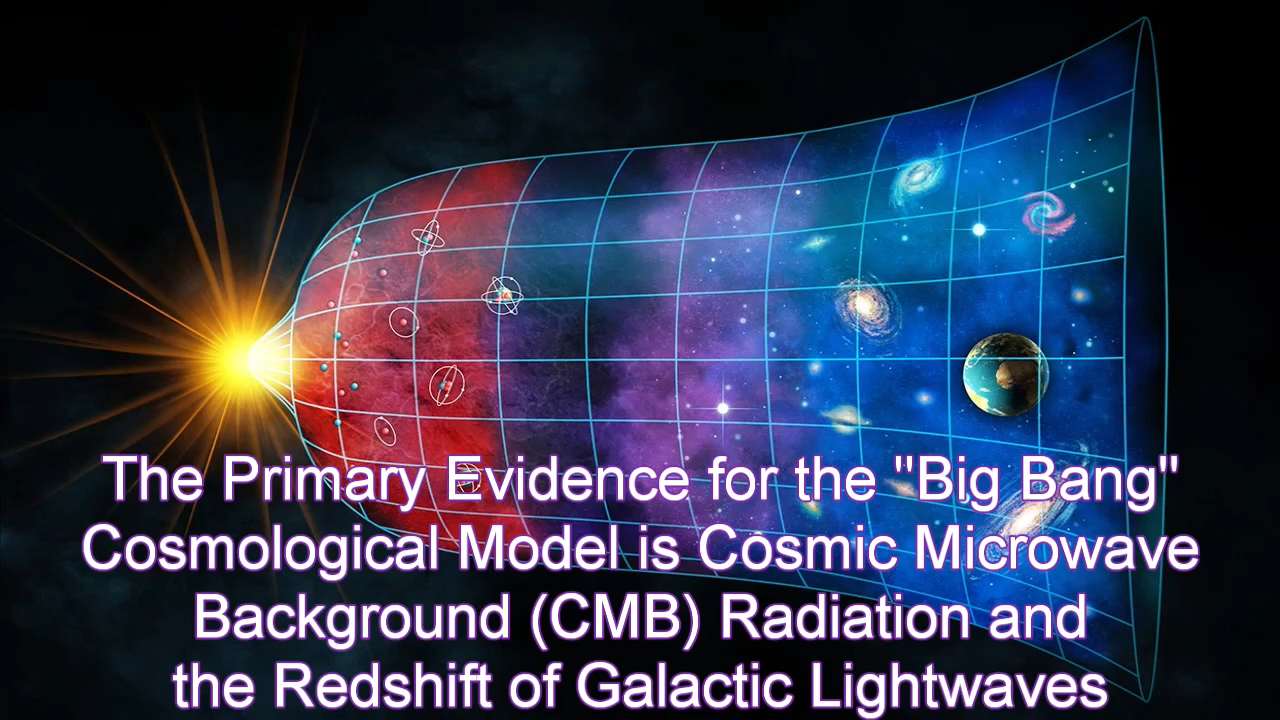 The Primary Evidence for the "Big Bang"
Cosmological Model is Cosmic Microwave
Background (CMB) Radiation and
the Redshift of Galactic Lightwaves